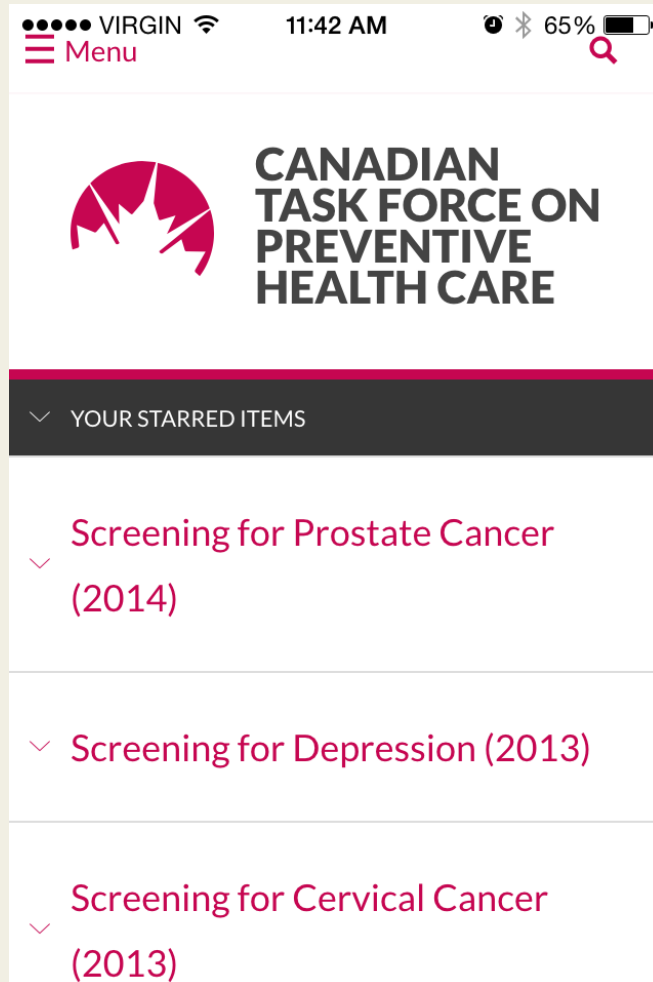 VIRGIN 11:42 AM 65%
Menu
CANADIAN
TASK FORCE ON
PREVENTIVE
HEALTH CARE
YOUR STARRED ITEMS
Screening for Prostate Cancer
(2014)
Screening for Depression (2013)
Screening for Cervical Cancer
(2013)